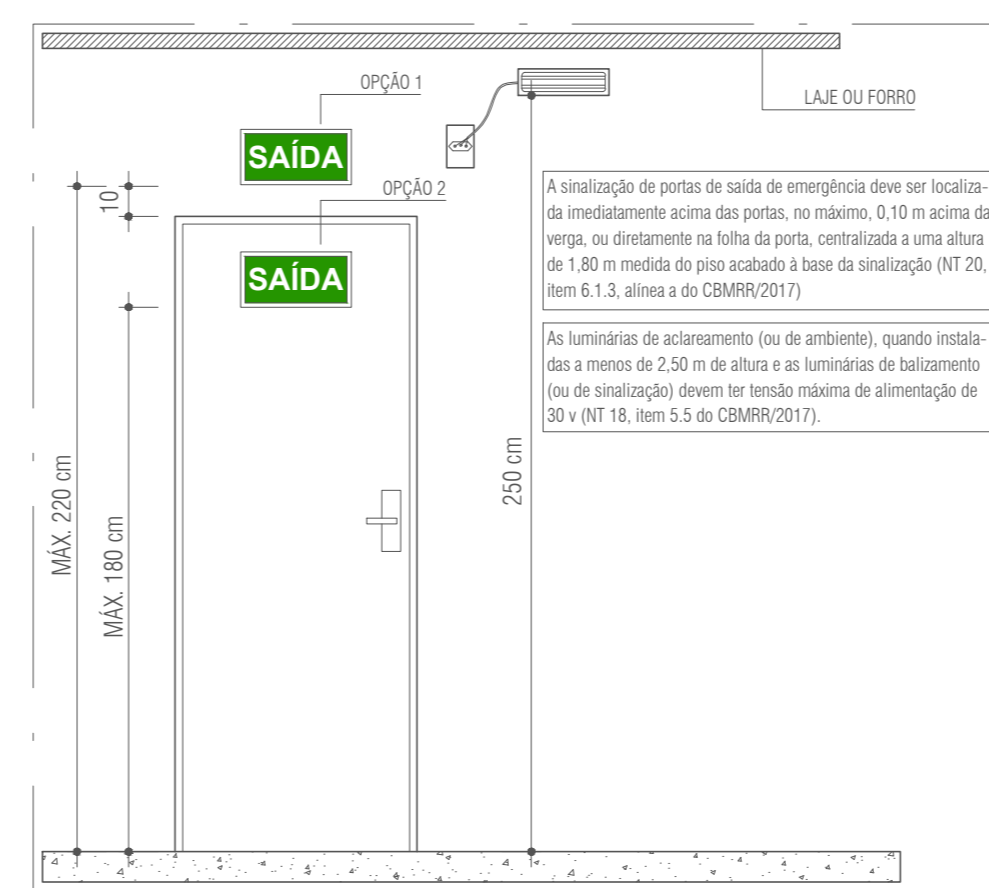 OPÇÃO 1
LAJE OU FORRO
SAÍDA
OPÇÃO 2
10
SAÍDA
A sinalização de portas de saída de emergência deve ser localiza-
da imediatamente acima das portas, no máximo, 0,10 m acima da
verga, ou diretamente na folha da porta, centralizada a uma altura
de 1,80 m medida do piso acabado à base da sinalização (NT 20,
item 6.1.3, alínea a do CBMRR/2017)
As luminárias de aclareamento (ou de ambiente), quando instala-
das a menos de 2,50 m de altura e as luminárias de balizamento
(ou de sinalização) devem ter tensão máxima de alimentação de
30 v (NT 18, item 5.5 do CBMRR/2017).
MÁX. 220 cm
MÁX. 180 cm
250 cm